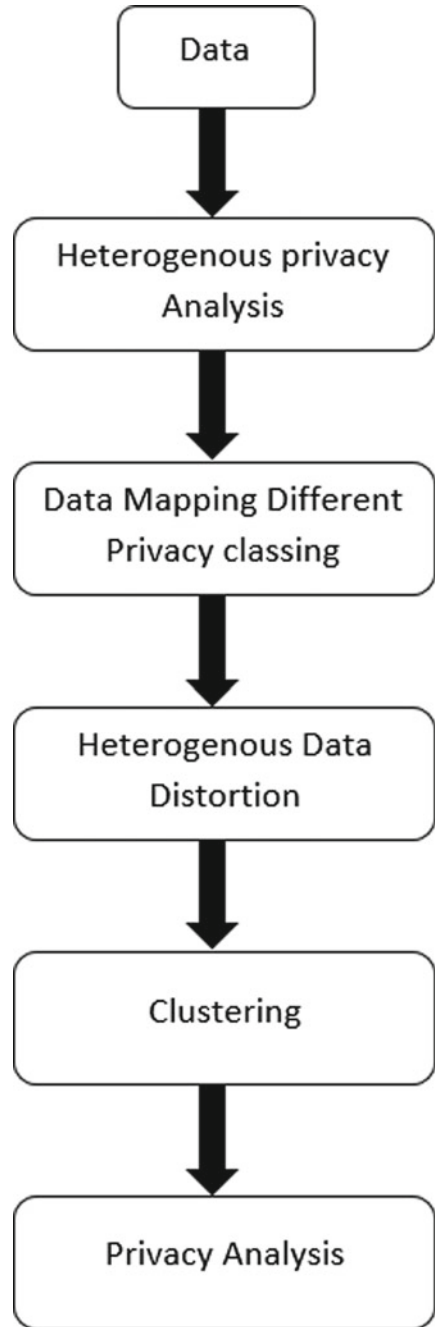 Data
Heterogenous privacy
Analysis
Data Mapping Different
Privacy classing
Heterogenous Data
Distortion
Clustering
Privacy Analysis